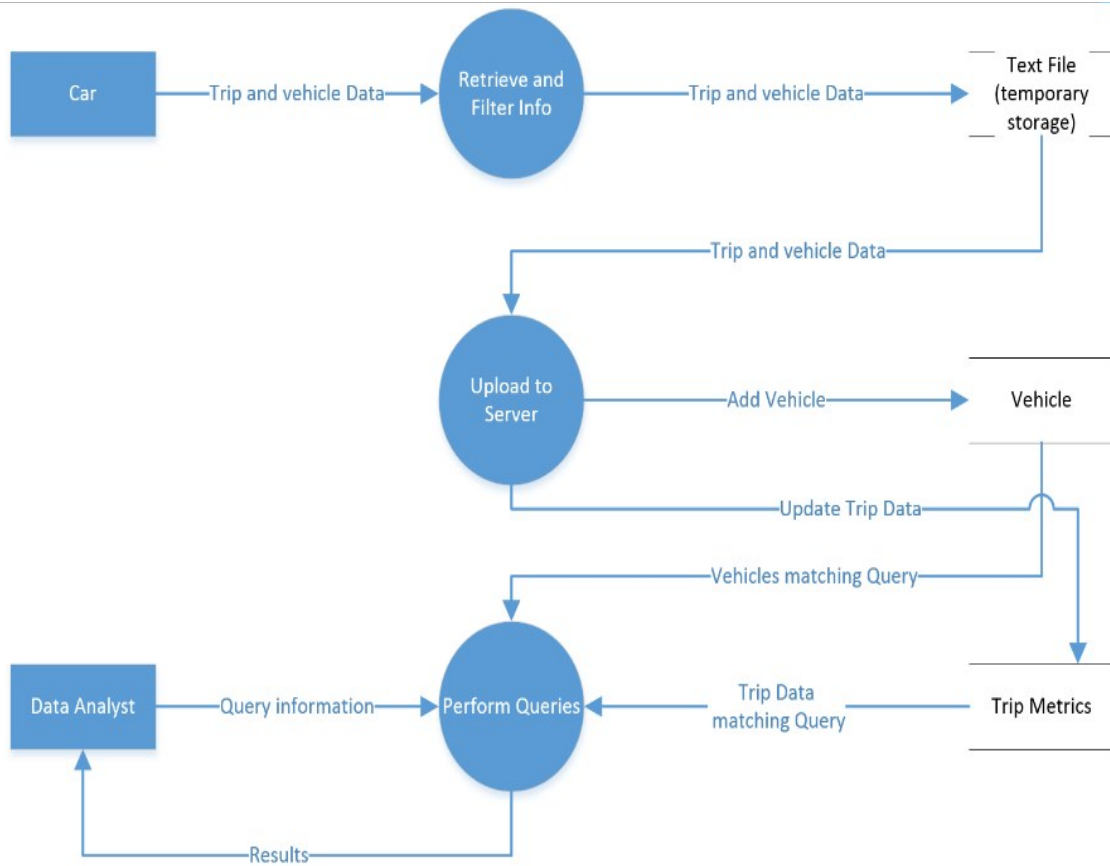 Car
Trip and vehicle Data
Retrieve and
Filter Info
Trip and vehicle Data
Text File
(temporary
storage)
Trip and vehicle Data
Upload to
Server
Add Vehicle
Vehicle
Update Trip Data
Vehicles matching Query
Data Analyst
Query information
Perform Queries
Trip Data
matching Query
Trip Metrics
Results